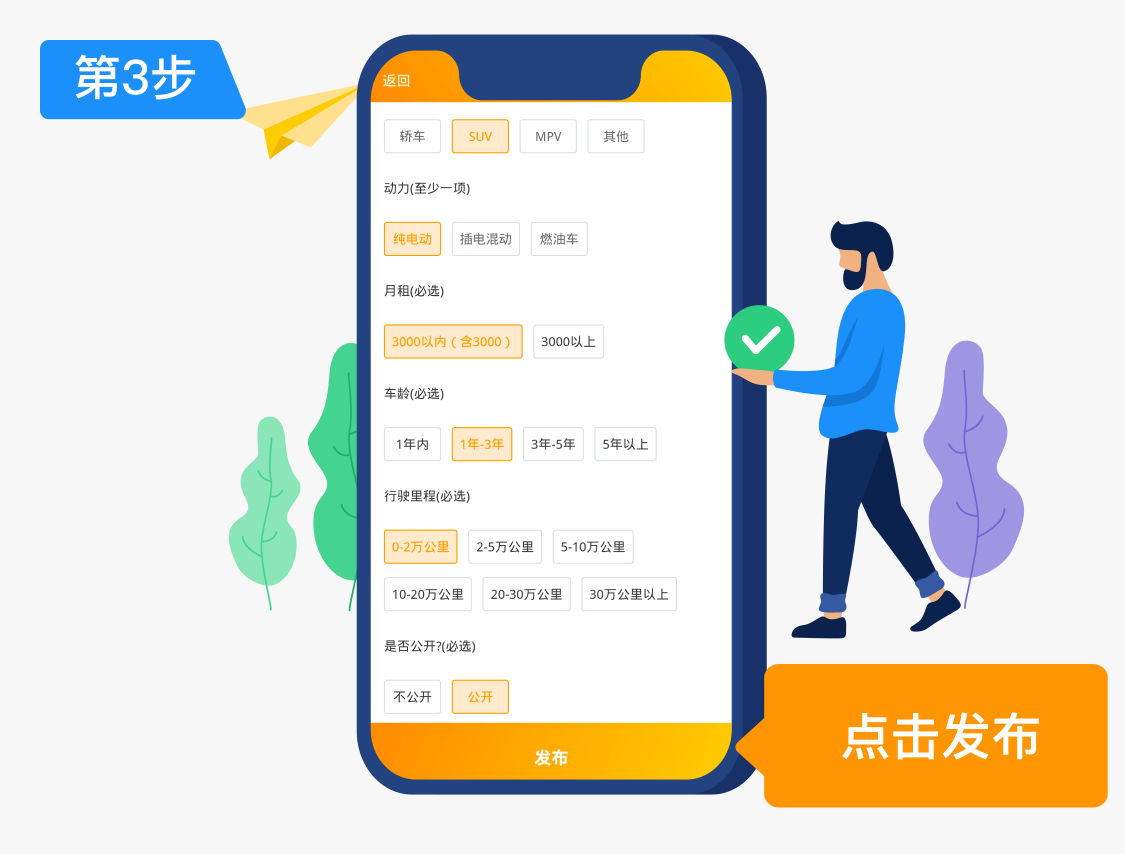 第3步
返回
轿车 SUV MPV 其他
动力(至少一项)
纯电动 插电混动 燃油车
月租(必选)
3000以内（含3000） 3000以上
车龄(必选)
1年内 1年-3年 3年-5年 5年以上
行驶里程(必选)
0-2万公里 2-5万公里 5-10万公里
10-20万公里 20-30万公里 30万公里以上
是否公开?(必选)
不公开 公开
发布
点击发布